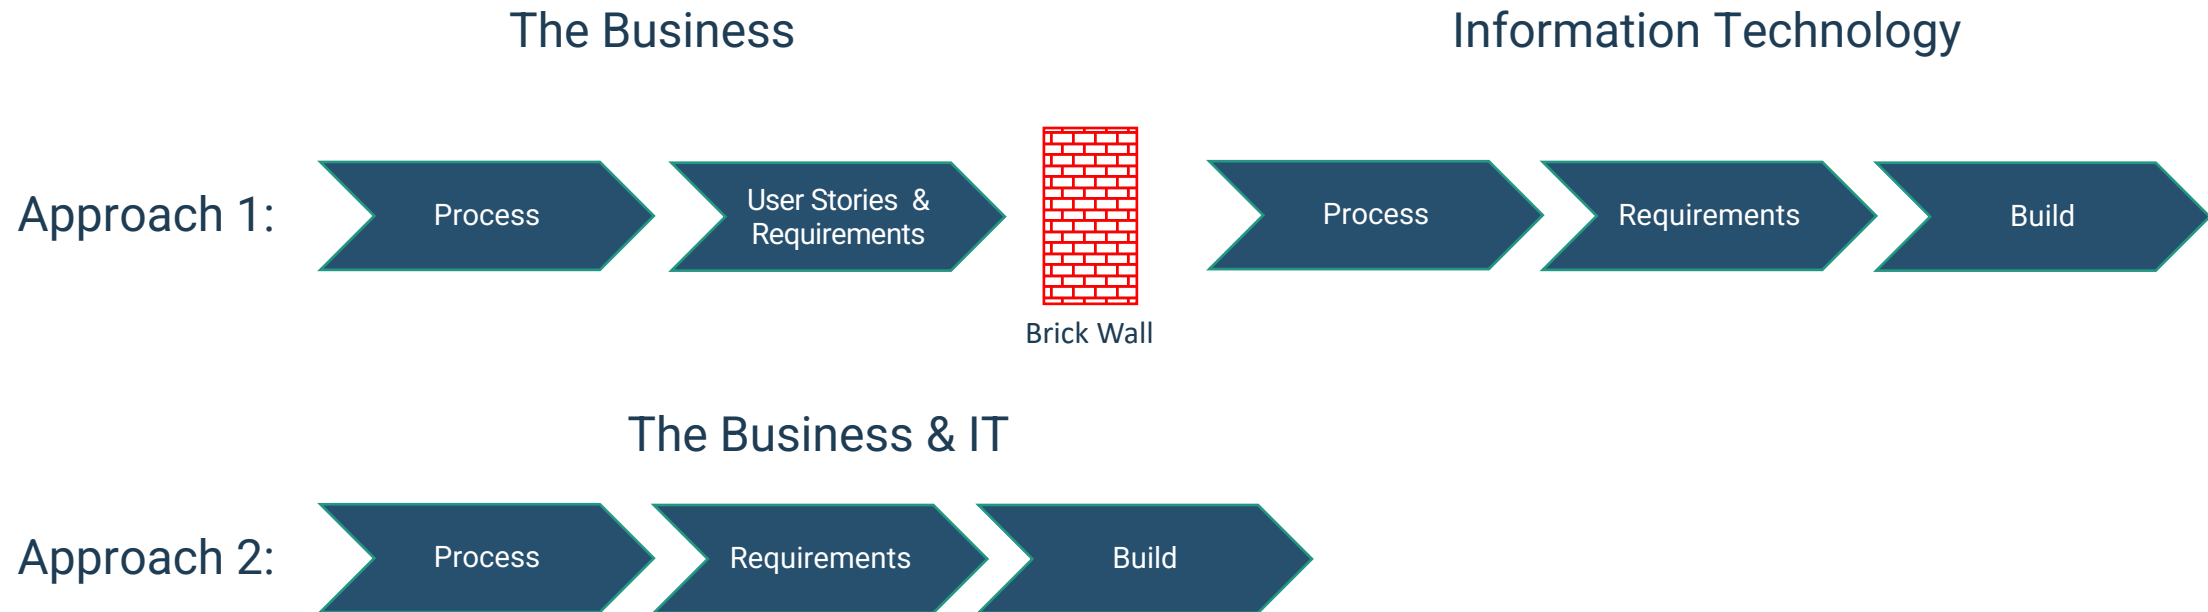 The Business
Information Technology
Approach 1:
Process
User Stories & 
Requirements
Brick Wall
Process
Requirements
Build
The Business & IT
Approach 2:
Process
Requirements
Build